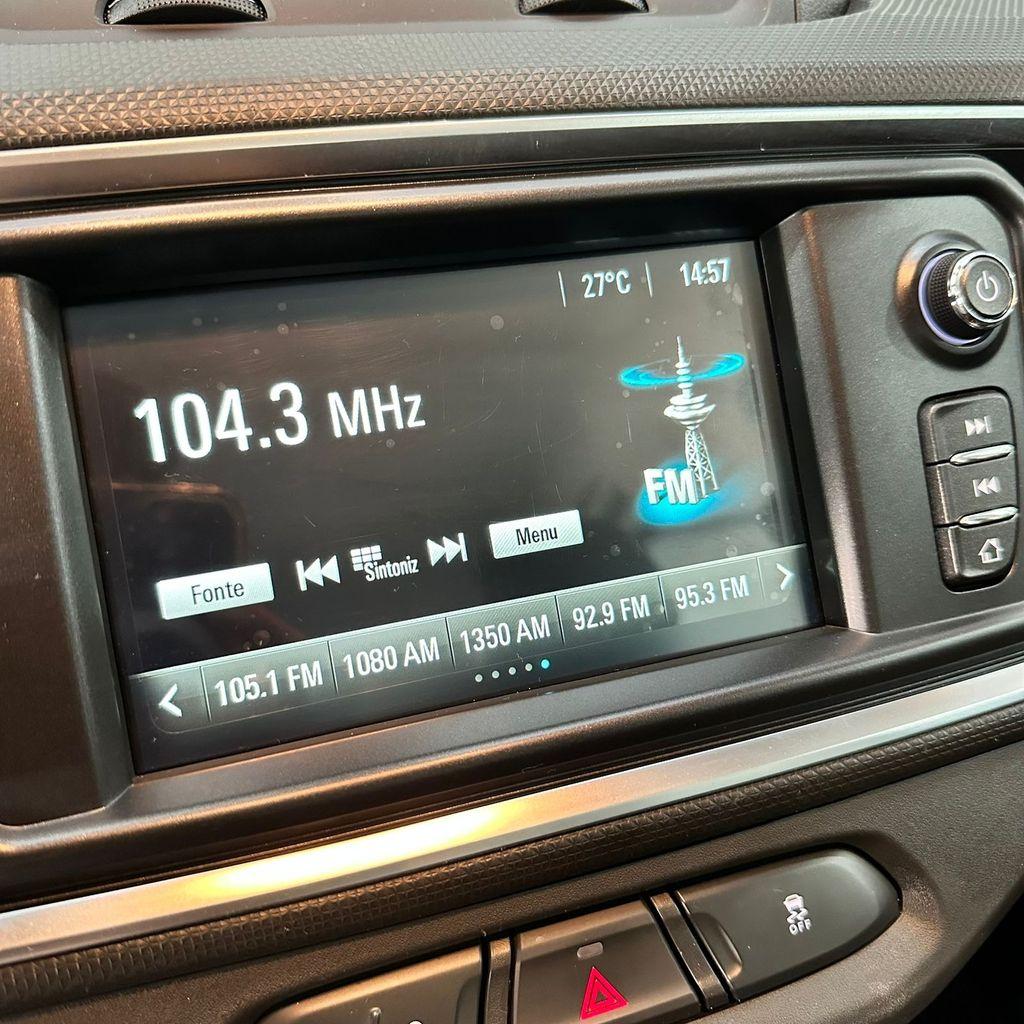 27°C 14:57
104.3 MHz
FM
Fonte Sintoniz Menu
105.1 FM 1080 AM 1350 AM 92.9 FM 95.3 FM
OFF